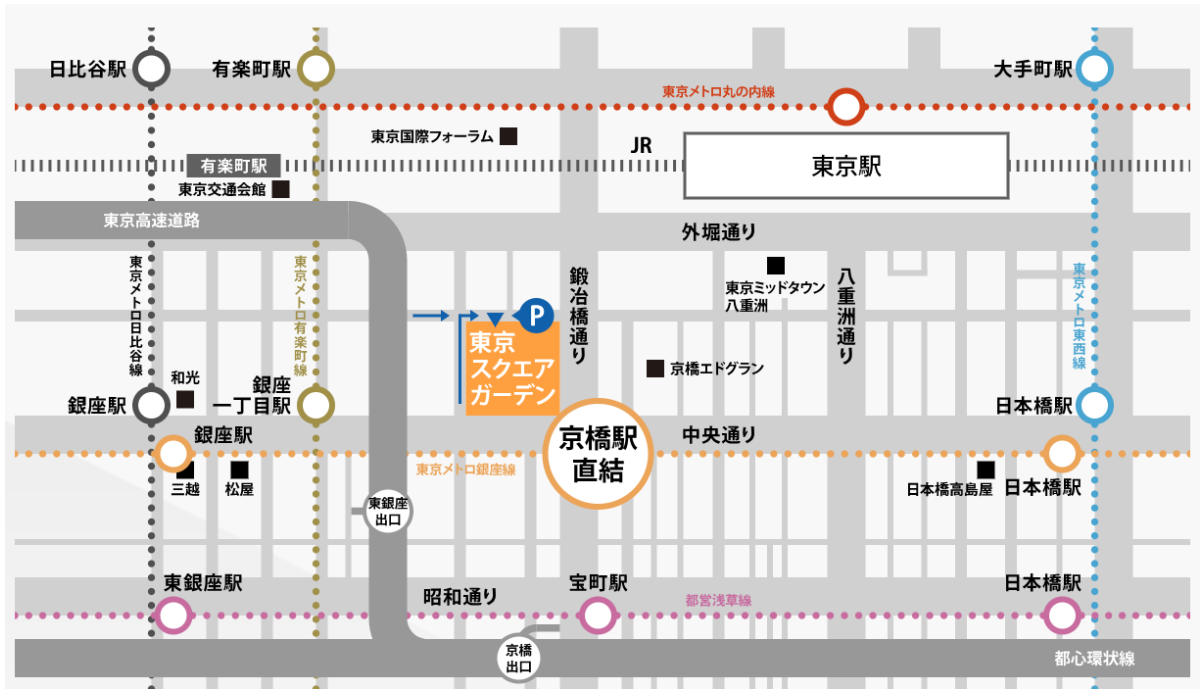 日比谷駅
有楽町駅
大手町駅
東京メトロ丸の内線
東京国際フォーラム
JR
東京駅
有楽町駅
東京交通会館
東京高速道路
外堀通り
東京メトロ日比谷線
東京メトロ有楽町線
鍛冶橋通り
東京ミッドタウン
八重洲
八重洲通り
東京メトロ東西線
P
東京
スクエア
ガーデン
京橋エドグラン
和光
銀座駅
銀座
一丁目駅
日本橋駅
銀座駅
京橋駅
直結
中央通り
東京メトロ銀座線
三越
松屋
日本橋高島屋
日本橋駅
東銀座
出口
東銀座駅
昭和通り
宝町駅
都営浅草線
日本橋駅
京橋
出口
都心環状線